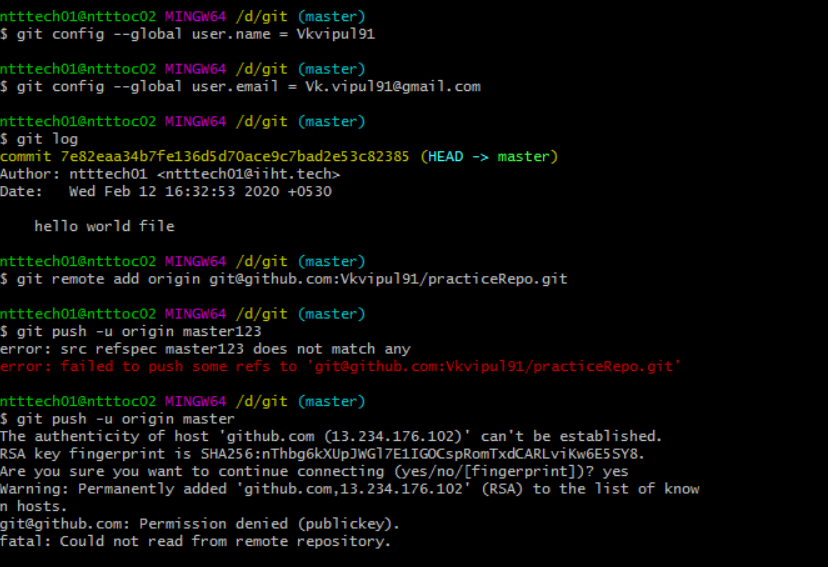 ntttech01@ntttoc02 MINGW64 /d/git (master)
$ git config --global user.name = Vkvipul91
ntttech01@ntttoc02 MINGW64 /d/git (master)
$ git config --global user.email = Vk.vipul91@gmail.com
ntttech01@ntttoc02 MINGW64 /d/git (master)
$ git log
commit 7e82eaa34b7fe136d5d70ace9c7bad2e53c82385 (HEAD -> master)
Author: ntttech01 <ntttech01@iiht.tech>
Date:   Wed Feb 12 16:32:53 2020 +0530
    hello world file
ntttech01@ntttoc02 MINGW64 /d/git (master)
$ git remote add origin git@github.com:Vkvipul91/practiceRepo.git
ntttech01@ntttoc02 MINGW64 /d/git (master)
$ git push -u origin master123
error: src refspec master123 does not match any
error: failed to push some refs to 'git@github.com:Vkvipul91/practiceRepo.git'
ntttech01@ntttoc02 MINGW64 /d/git (master)
$ git push -u origin master
The authenticity of host 'github.com (13.234.176.102)' can't be established.
RSA key fingerprint is SHA256:nThbg6kXUpJWGl7E1IGOCspRomTxdCARLviKw6E5SY8.
Are you sure you want to continue connecting (yes/no/[fingerprint])? yes
Warning: Permanently added 'github.com,13.234.176.102' (RSA) to the list of know
n hosts.
git@github.com: Permission denied (publickey).
fatal: Could not read from remote repository.